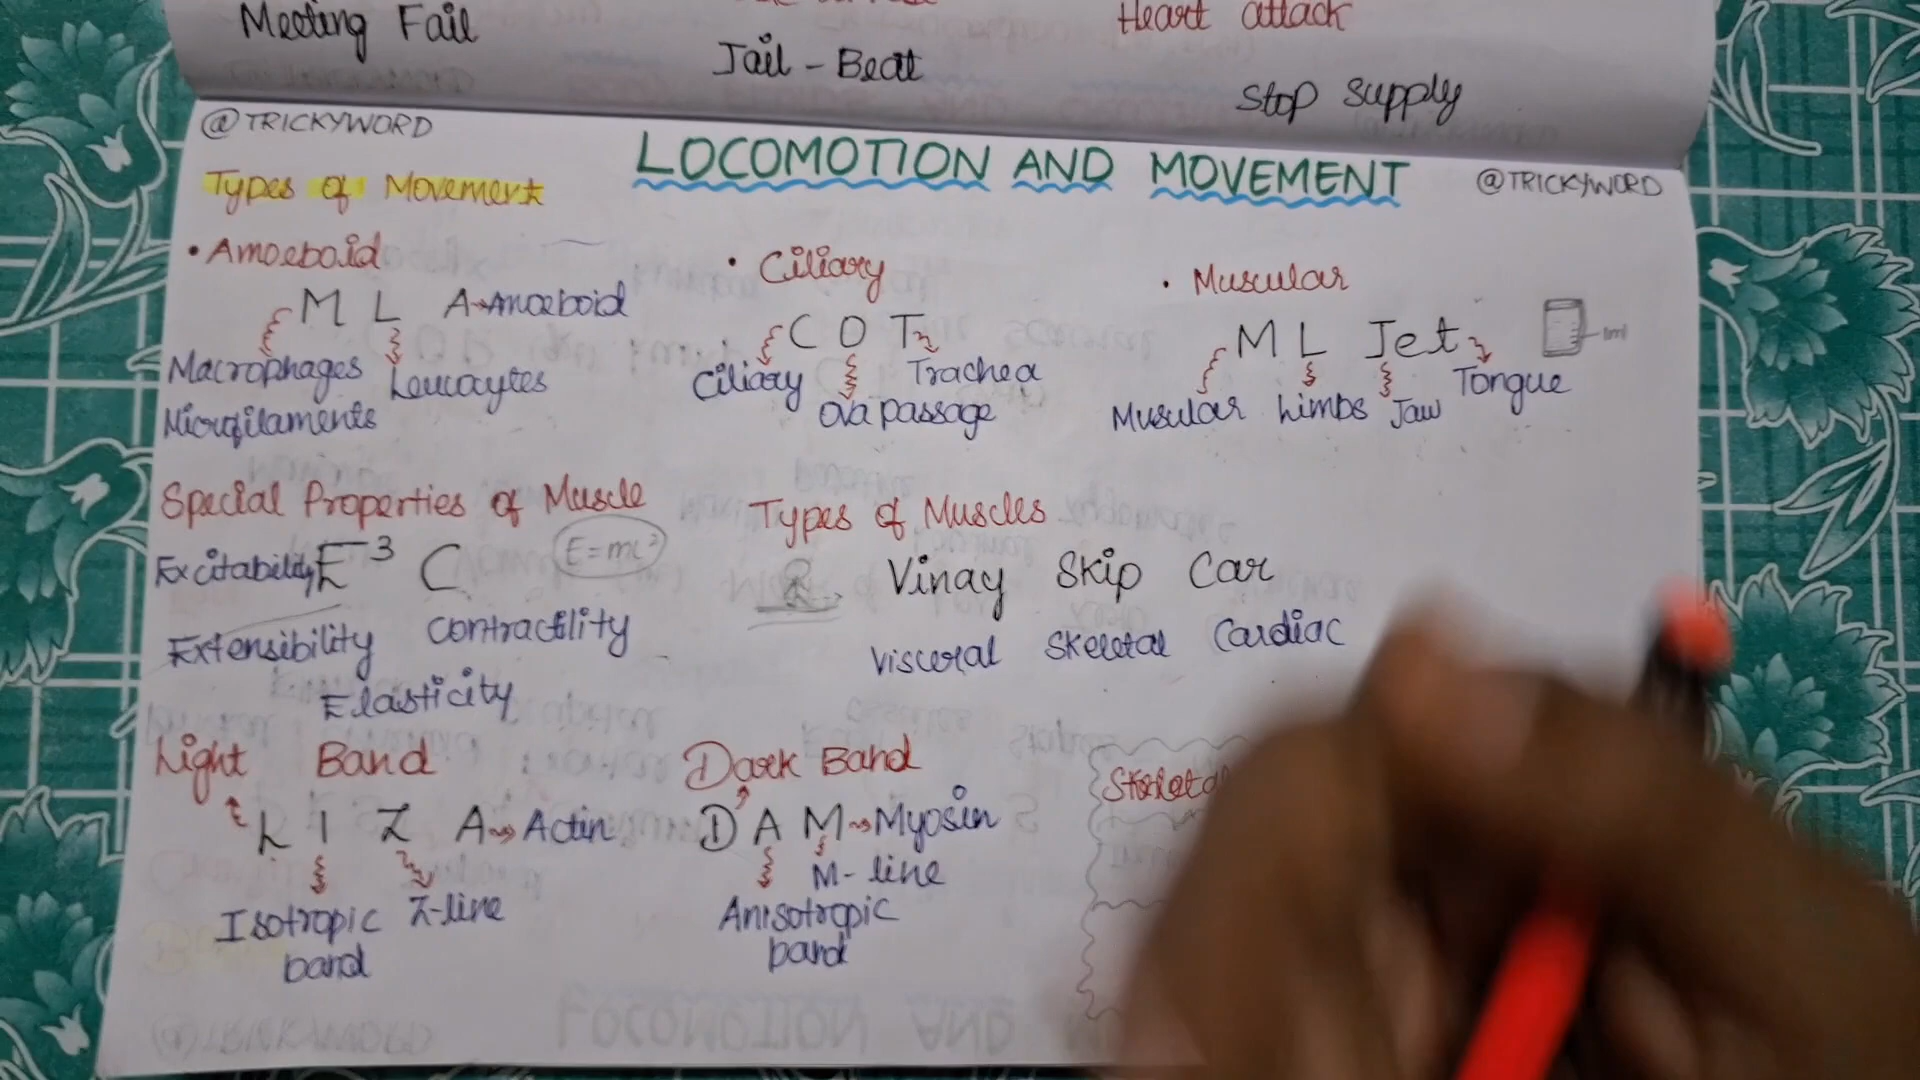 Meeting Fail
Jail - Beat
Heart attack
Stop Supply
@TRICKYWORD
LOCOMOTION AND MOVEMENT
@TRICKYWORD
Types of Movement
• Amoeboid
M L A→Amoeboid
Macrophages Leucocytes
Microfilaments
• Ciliary
C O T
Ciliary Trachea
Ova passage
• Muscular
M L Jet
1ml
Muscular Limbs Jaw Tongue
Special Properties of Muscle
Excitability E³ C
E=mc²
Extensibility Contractility
Elasticity
Types of Muscles
Vinay Skip Car
Visceral Skeletal Cardiac
Light Band
L I Z A→Actin
Isotropic Z-line
band
Dark Band
D A M→Myosin
M-line
Anisotropic
band